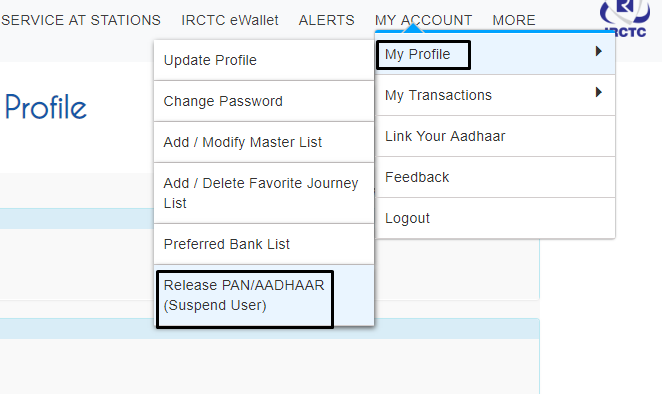 SERVICE AT STATIONS IRCTC eWallet ALERTS MY ACCOUNT MORE
IRCTC
Profile
Update Profile
Change Password
Add / Modify Master List
Add / Delete Favorite Journey
List
Preferred Bank List
Release PAN/AADHAAR
(Suspend User)
My Profile
My Transactions
Link Your Aadhaar
Feedback
Logout